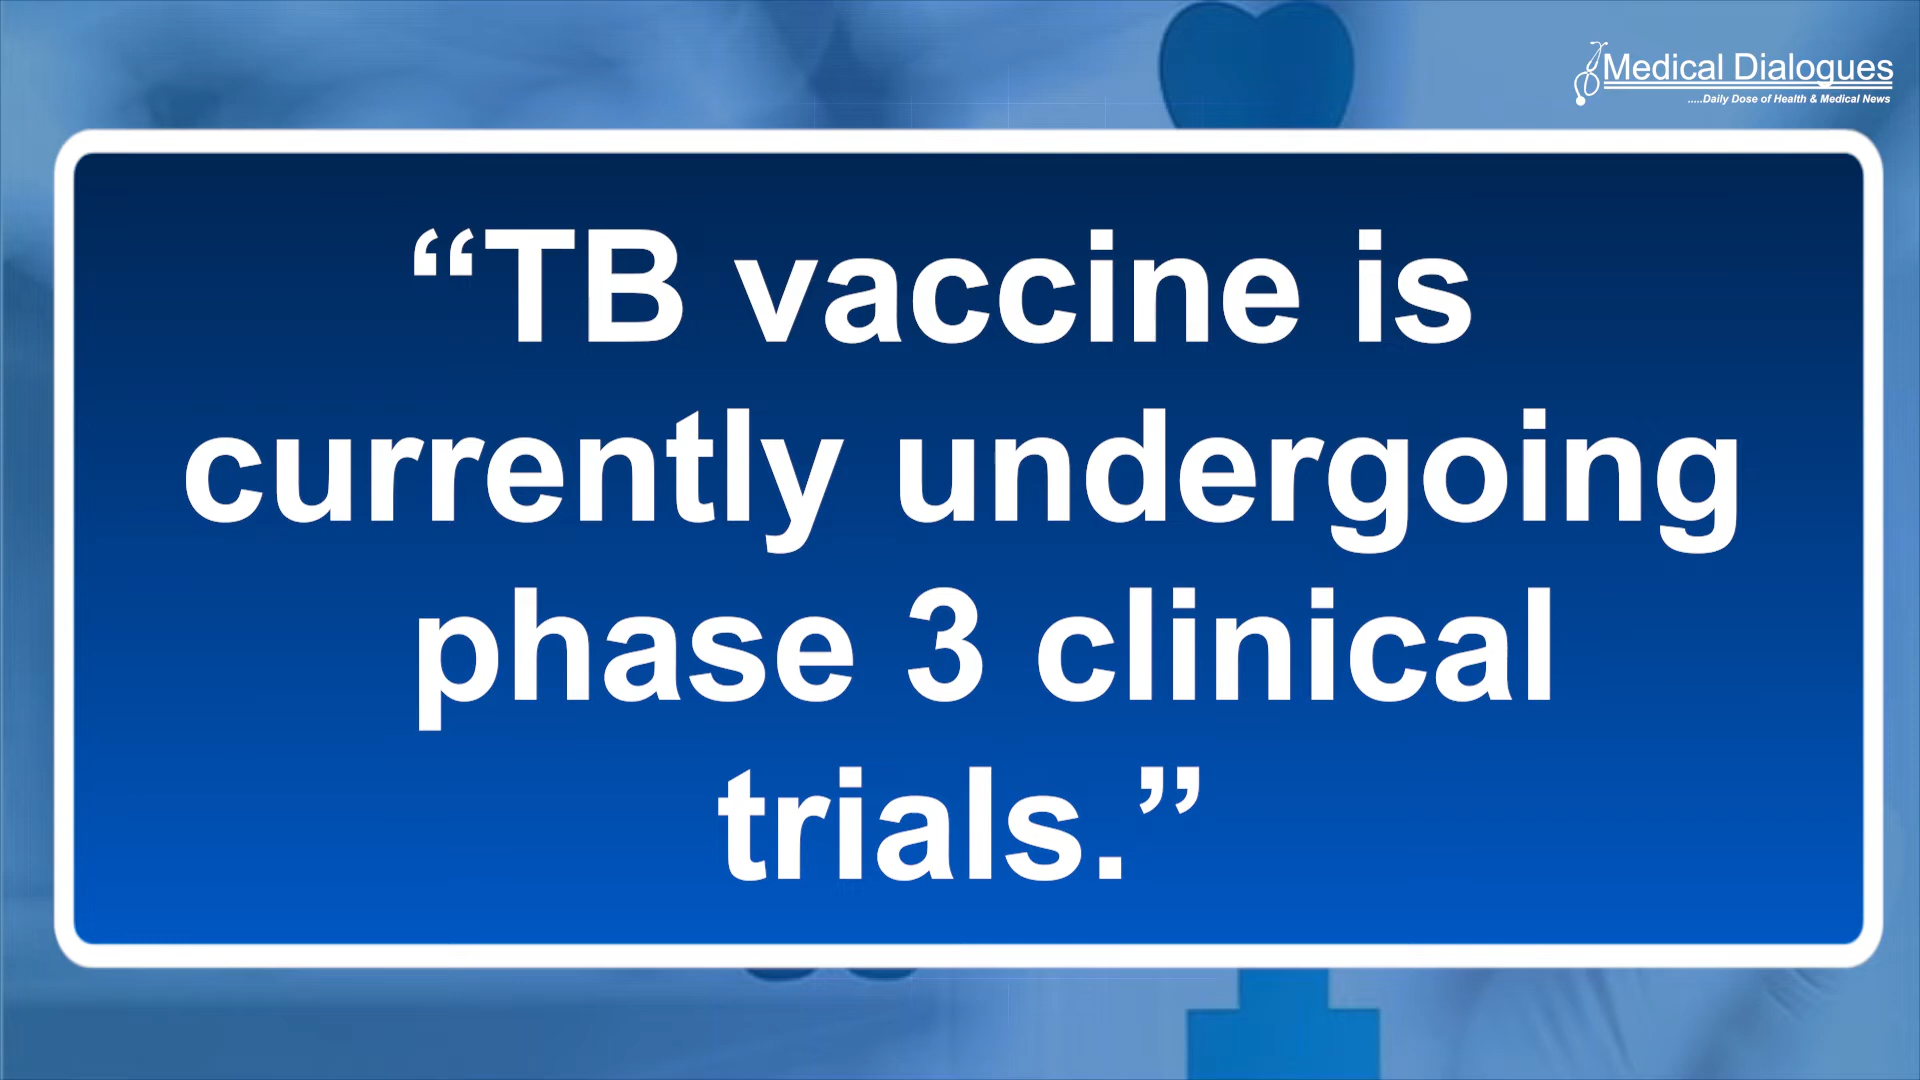 Medical Dialogues
.....Daily Dose of Health & Medical News
“TB vaccine is
currently undergoing
phase 3 clinical
trials.”